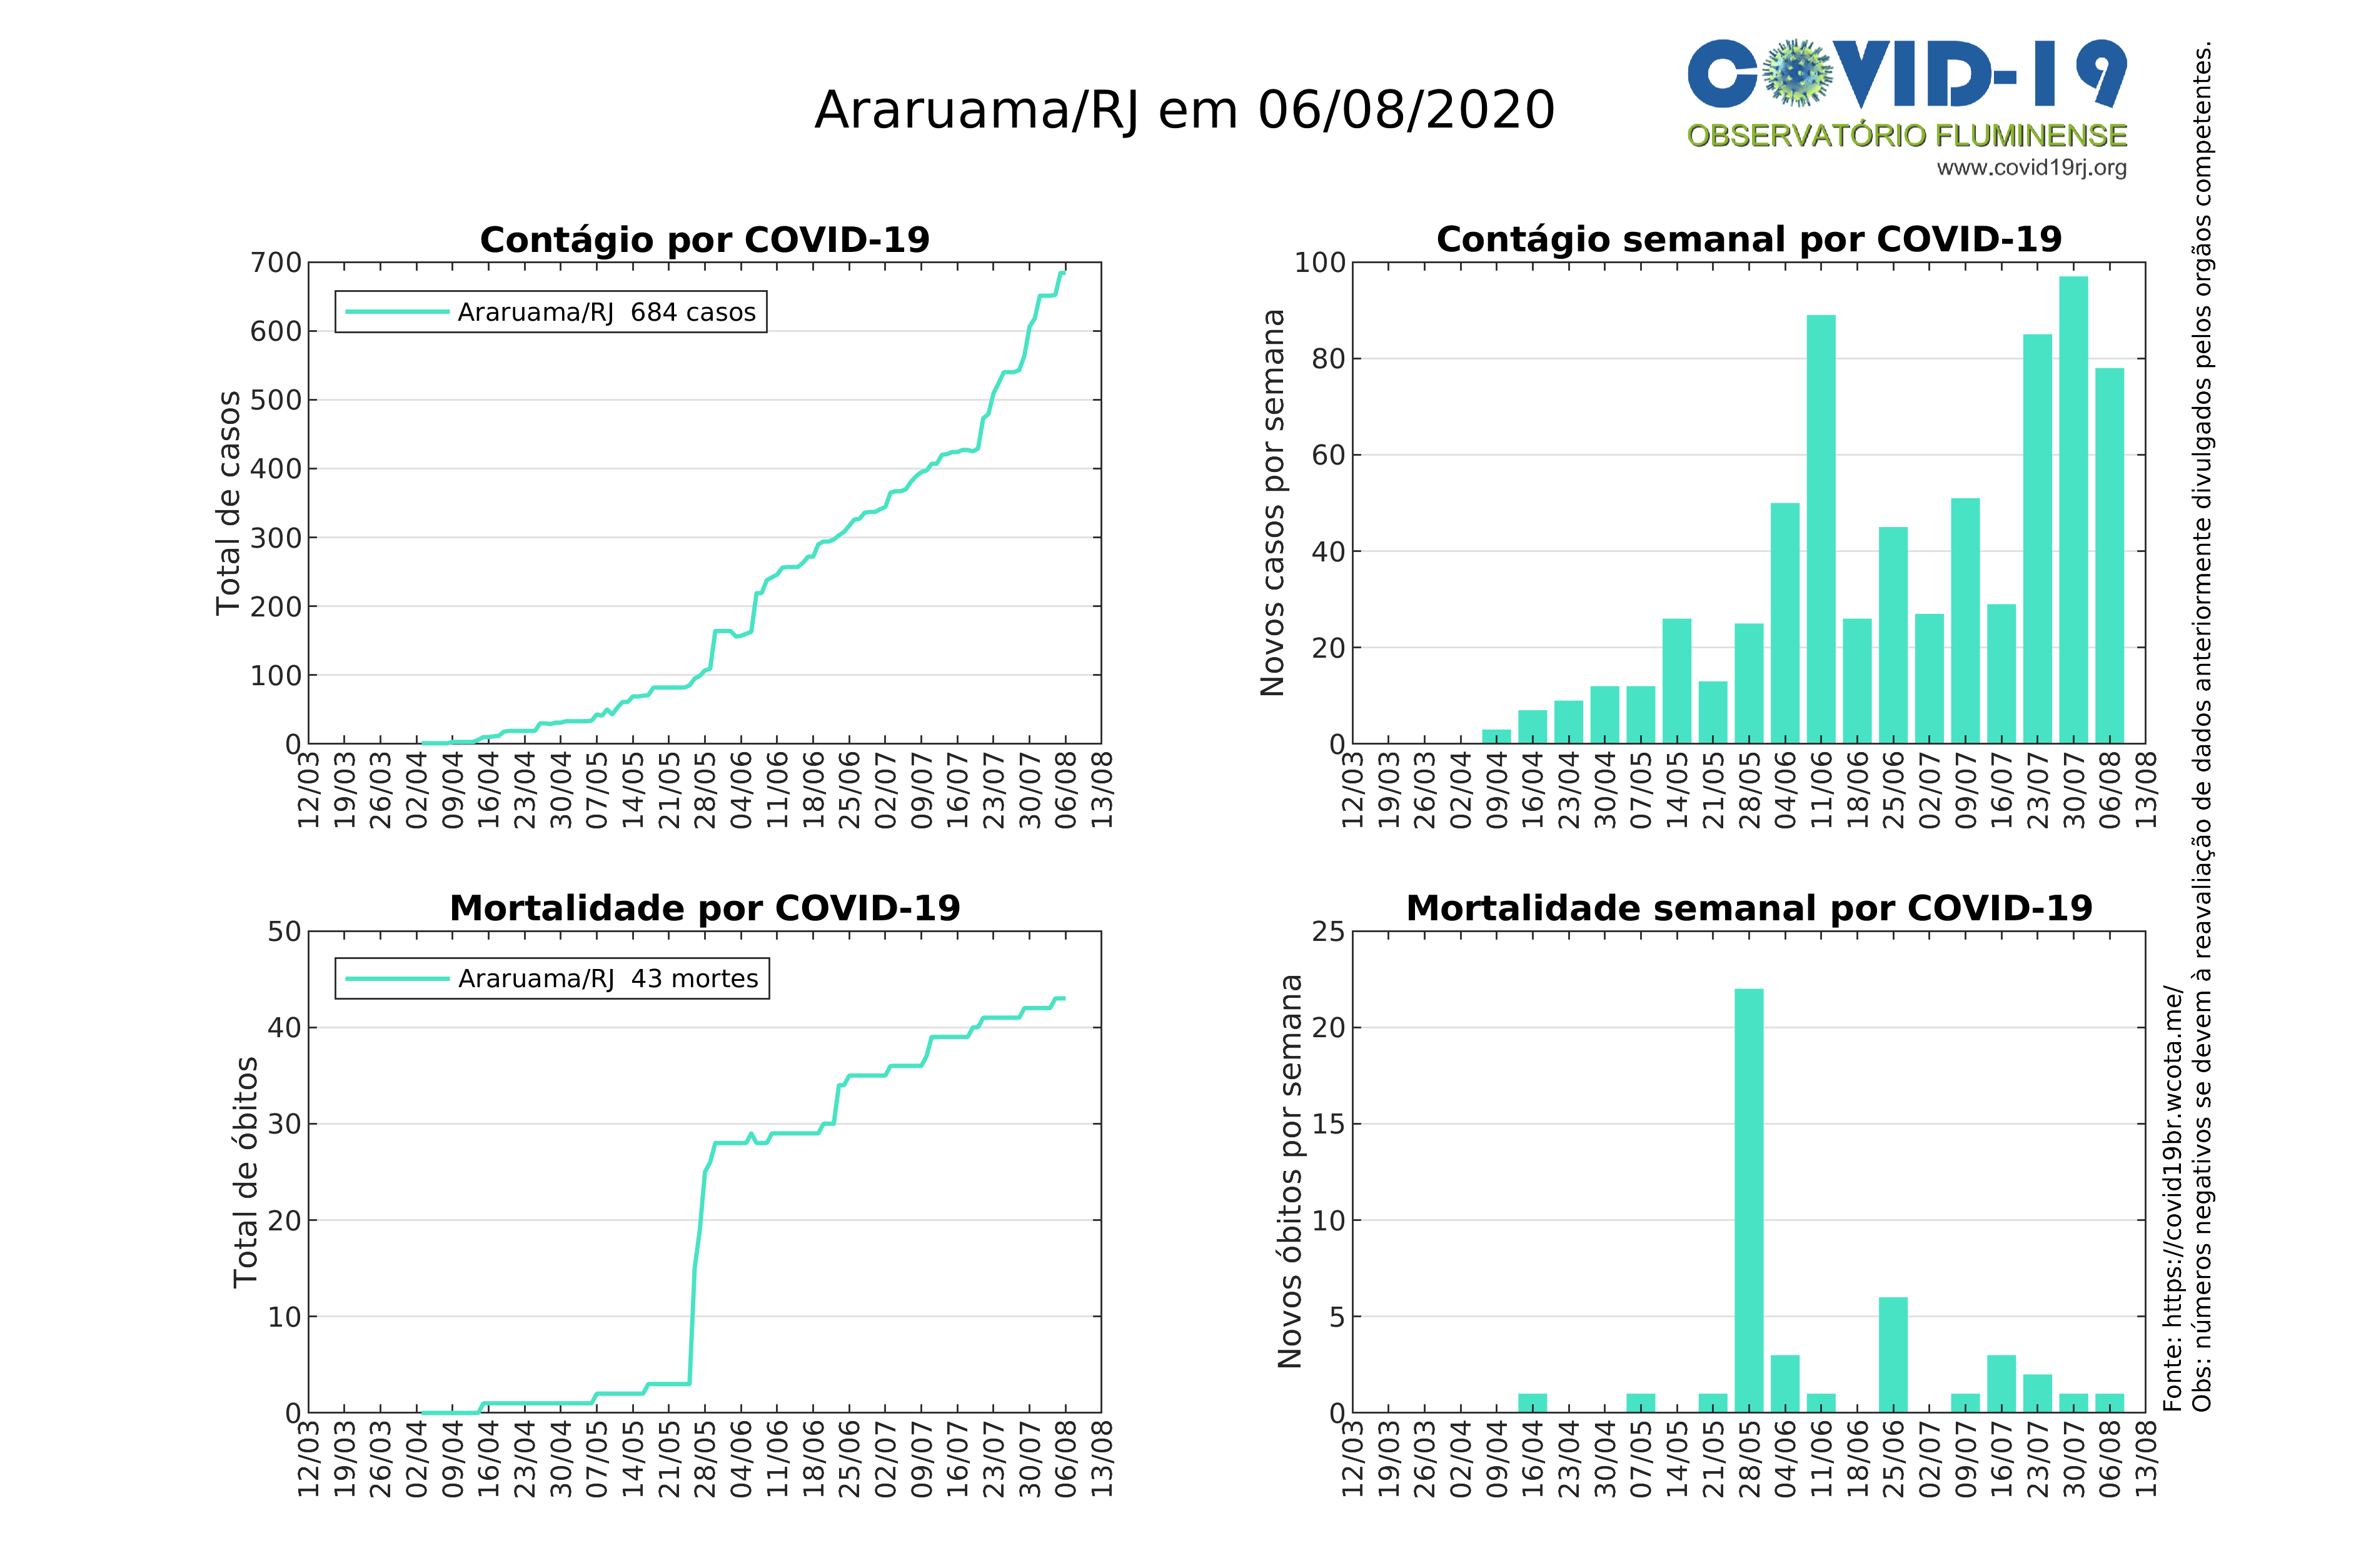 Araruama/RJ em 06/08/2020
COVID-19
OBSERVATÓRIO FLUMINENSE
www.covid19rj.org
Contágio por COVID-19
Total de casos
700
600
500
400
300
200
100
0
Araruama/RJ 684 casos
12/03 19/03 26/03 02/04 09/04 16/04 23/04 30/04 07/05 14/05 21/05 28/05 04/06 11/06 18/06 25/06 02/07 09/07 16/07 23/07 30/07 06/08 13/08
Contágio semanal por COVID-19
Novos casos por semana
100
80
60
40
20
0
12/03 19/03 26/03 02/04 09/04 16/04 23/04 30/04 07/05 14/05 21/05 28/05 04/06 11/06 18/06 25/06 02/07 09/07 16/07 23/07 30/07 06/08 13/08
Mortalidade por COVID-19
Total de óbitos
50
40
30
20
10
0
Araruama/RJ 43 mortes
12/03 19/03 26/03 02/04 09/04 16/04 23/04 30/04 07/05 14/05 21/05 28/05 04/06 11/06 18/06 25/06 02/07 09/07 16/07 23/07 30/07 06/08 13/08
Mortalidade semanal por COVID-19
Novos óbitos por semana
25
20
15
10
5
0
12/03 19/03 26/03 02/04 09/04 16/04 23/04 30/04 07/05 14/05 21/05 28/05 04/06 11/06 18/06 25/06 02/07 09/07 16/07 23/07 30/07 06/08 13/08
Fonte: https://covid19br.wcota.me/
Obs: números negativos se devem à reavaliação de dados anteriormente divulgados pelos orgãos competentes.